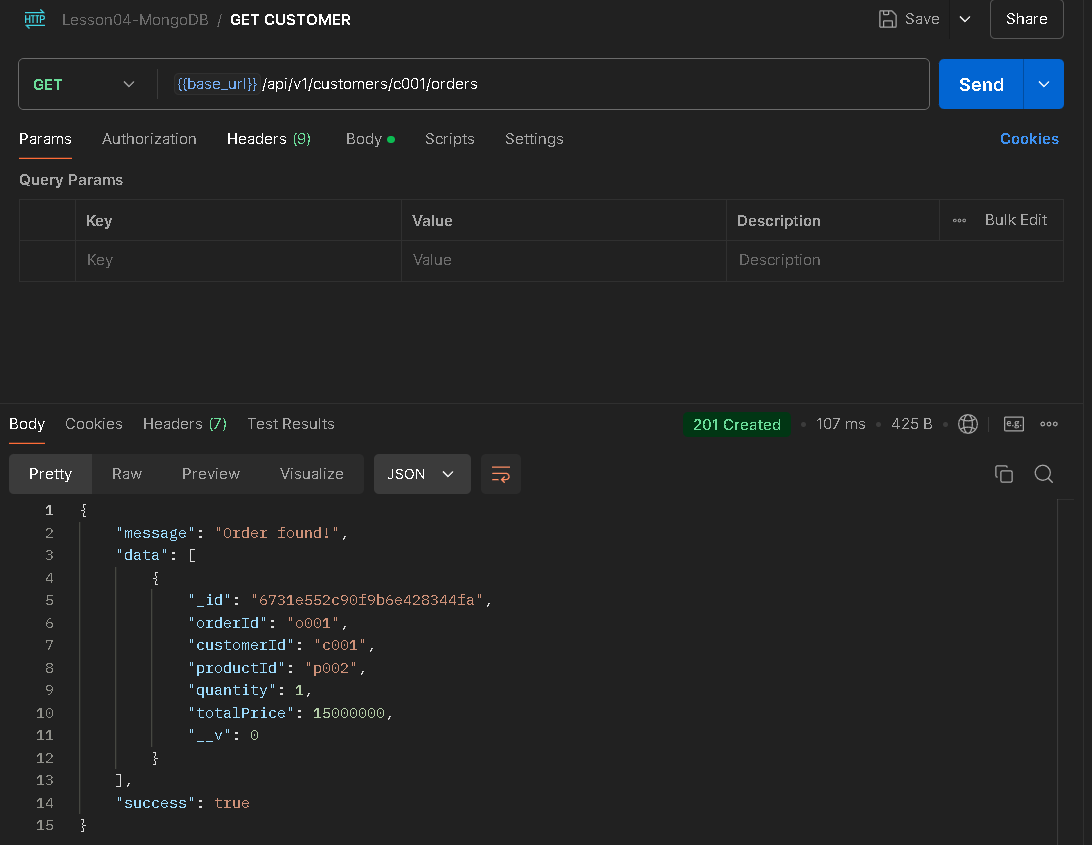 HTTP Lesson04-MongoDB / GET CUSTOMER Save Share
GET {{base_url}} /api/v1/customers/c001/orders Send
Params Authorization Headers (9) Body Scripts Settings Cookies
Query Params
Key Value Description ••• Bulk Edit
Key Value Description
Body Cookies Headers (7) Test Results 201 Created • 107 ms • 425 B • e.g. •••
Pretty Raw Preview Visualize JSON
1 {
2 "message": "Order found!",
3 "data": [
4 {
5 "_id": "6731e552c90f9b6e428344fa",
6 "orderId": "o001",
7 "customerId": "c001",
8 "productId": "p002",
9 "quantity": 1,
10 "totalPrice": 15000000,
11 "__v": 0
12 }
13 ],
14 "success": true
15 }